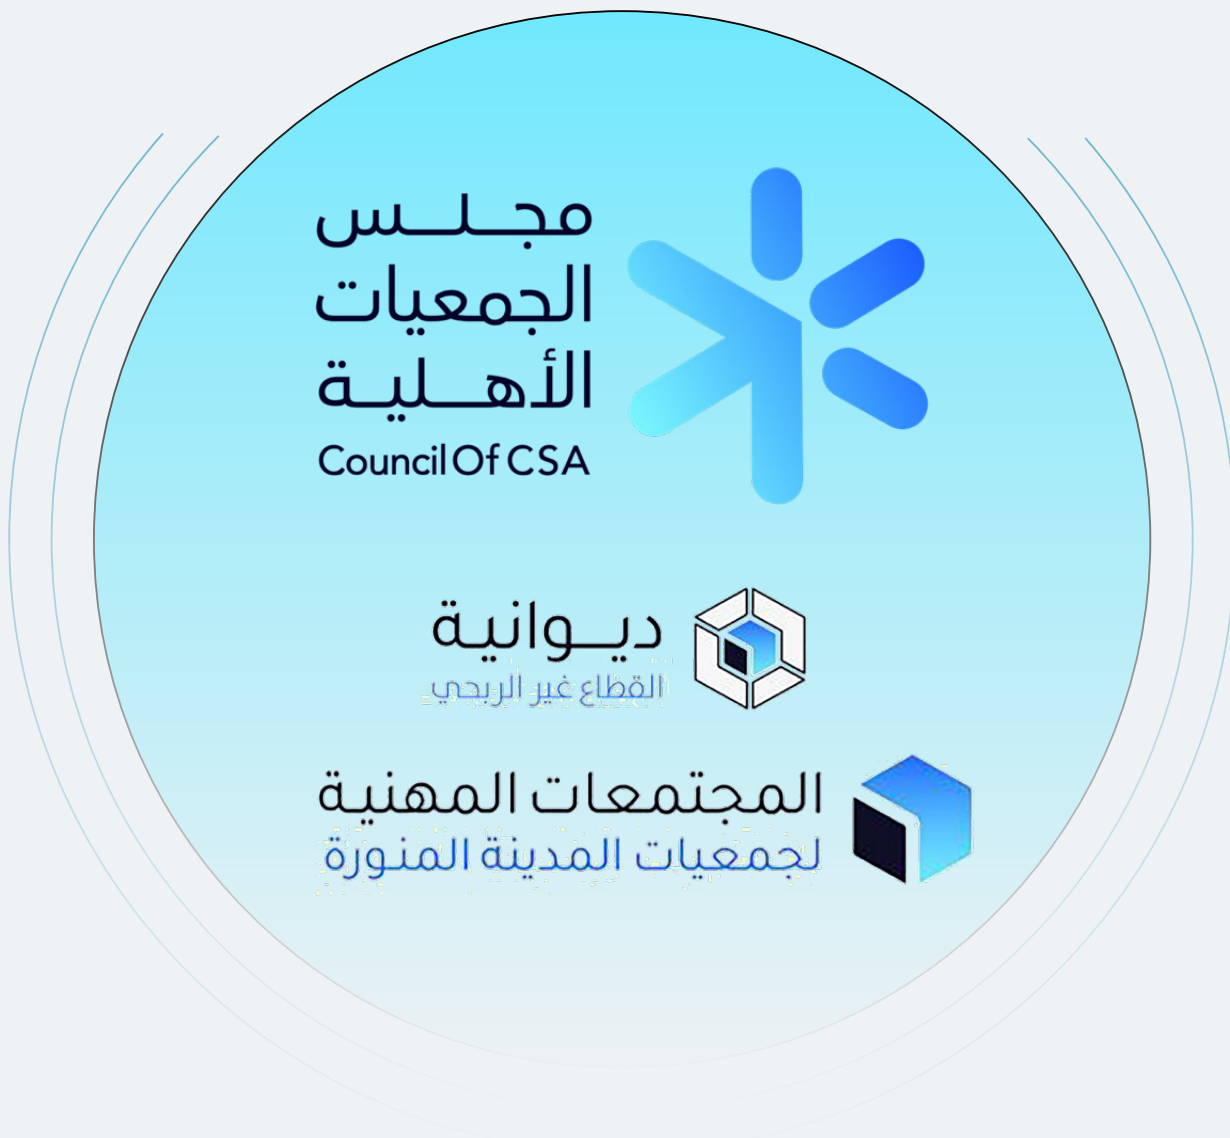 مجلس
الجمعيات
الأهلية
Council Of CSA
ديوانية
القطاع غير الربحي
المجتمعات المهنية
لجمعيات المدينة المنورة